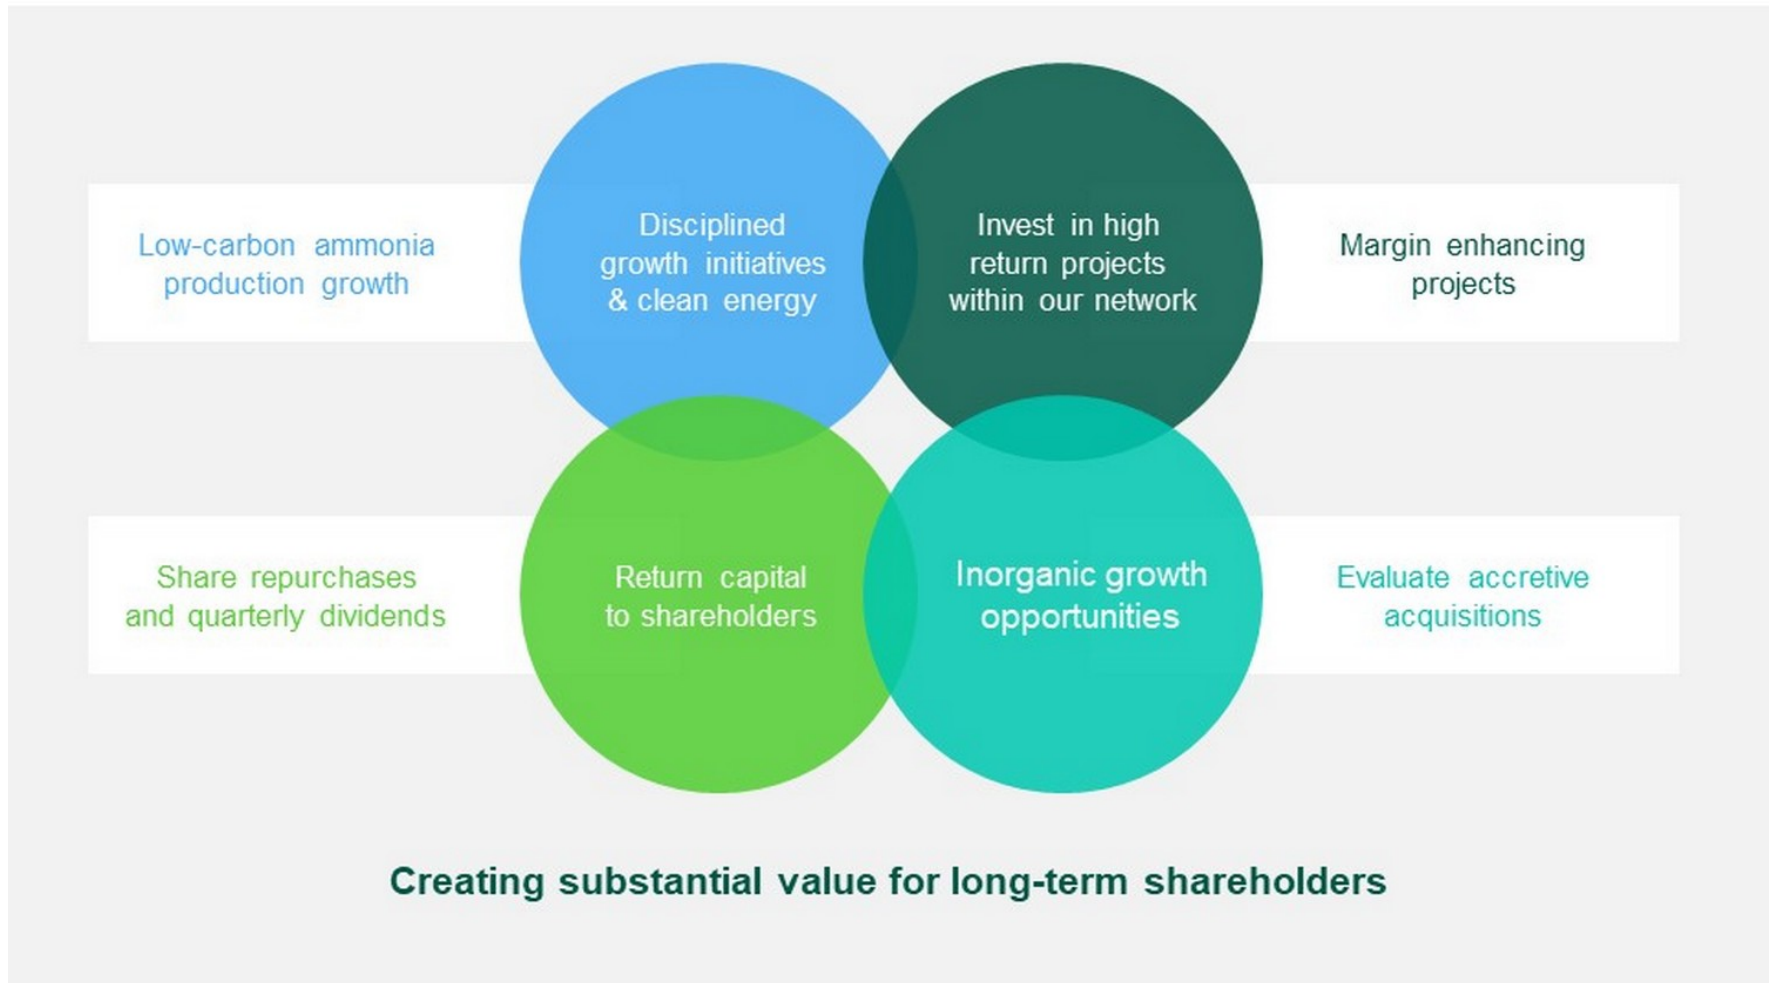 Low-carbon ammonia
production growth
Disciplined
growth initiatives
& clean energy
Invest in high
return projects
within our network
Margin enhancing
projects
Share repurchases
and quarterly dividends
Return capital
to shareholders
Inorganic growth
opportunities
Evaluate accretive
acquisitions
Creating substantial value for long-term shareholders